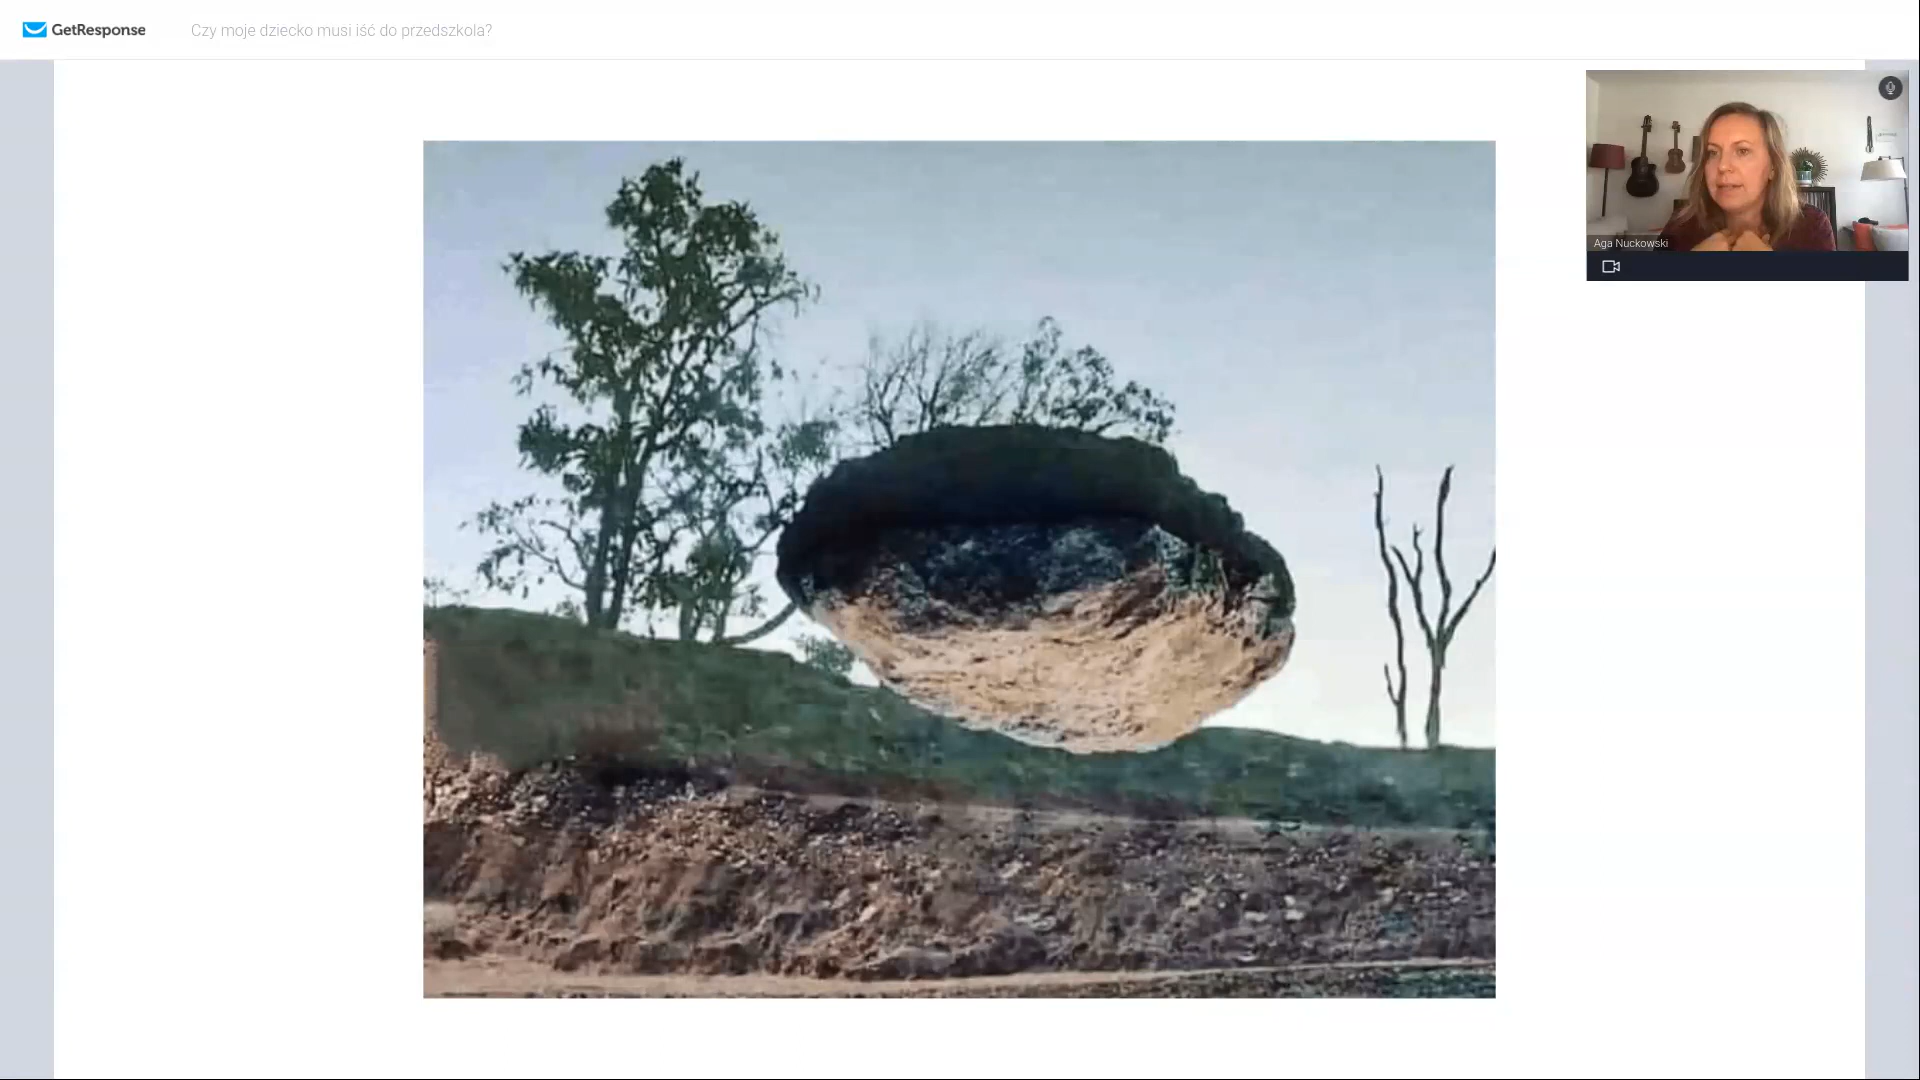 GetResponse
Czy moje dziecko musi iść do przedszkola?
Aga Nuckowski